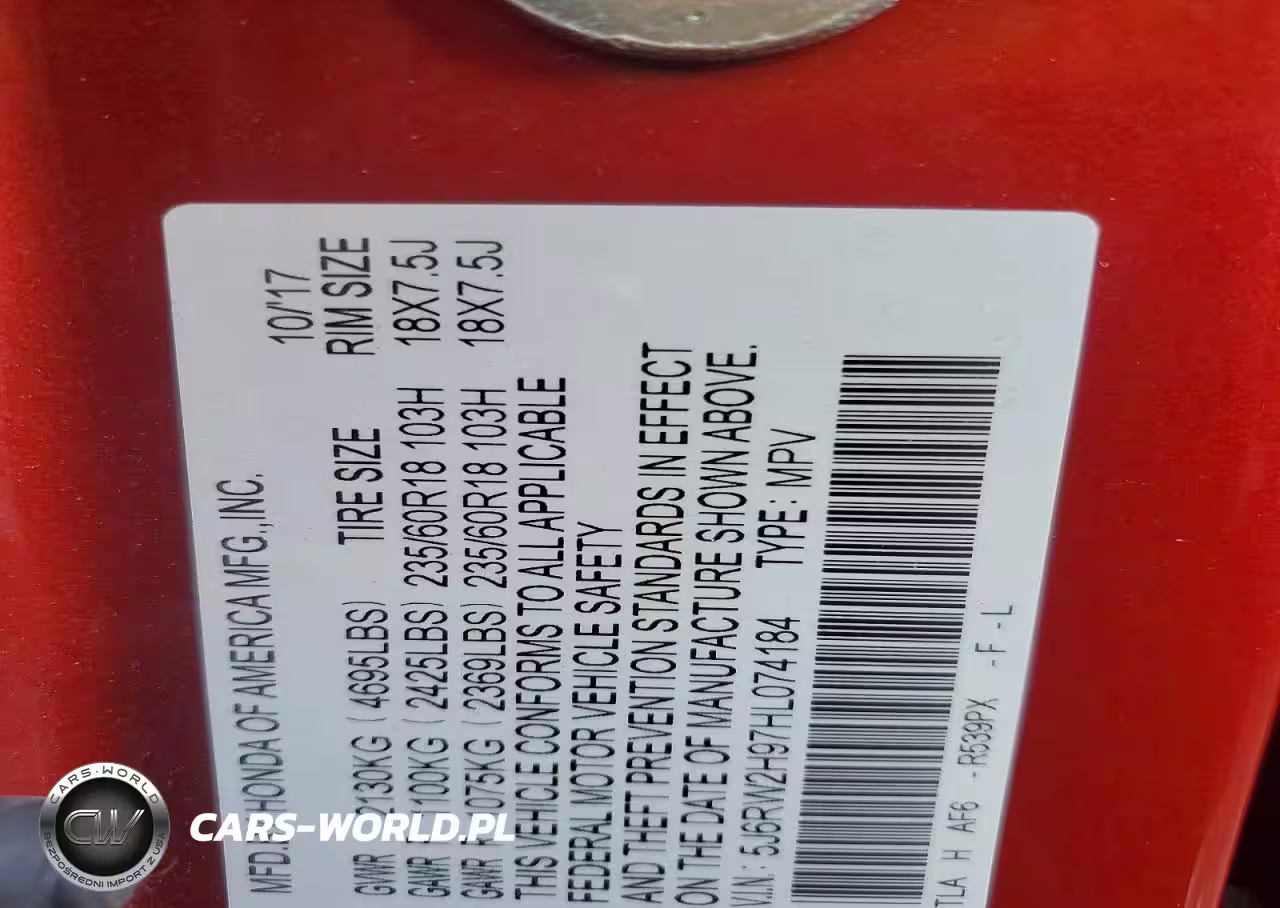 MFD. HONDA OF AMERICA MFG., INC.
10/'17
GVWR 2130KG ( 4695LBS) TIRE SIZE RIM SIZE
GAWR 1100KG ( 2425LBS) 235/60R18 103H 18X7.5J
GAWR R 1075KG ( 2369LBS) 235/60R18 103H 18X7.5J
THIS VEHICLE CONFORMS TO ALL APPLICABLE
FEDERAL MOTOR VEHICLE SAFETY
AND THEFT PREVENTION STANDARDS IN EFFECT
ON THE DATE OF MANUFACTURE SHOWN ABOVE.
V.I.N.: 5J6RW2H97HL074184 TYPE: MPV
TLA H AF6 -R539PX -F -L
CARS-WORLD
CW
BEZPOŚREDNI IMPORT Z USA
CARS-WORLD.PL